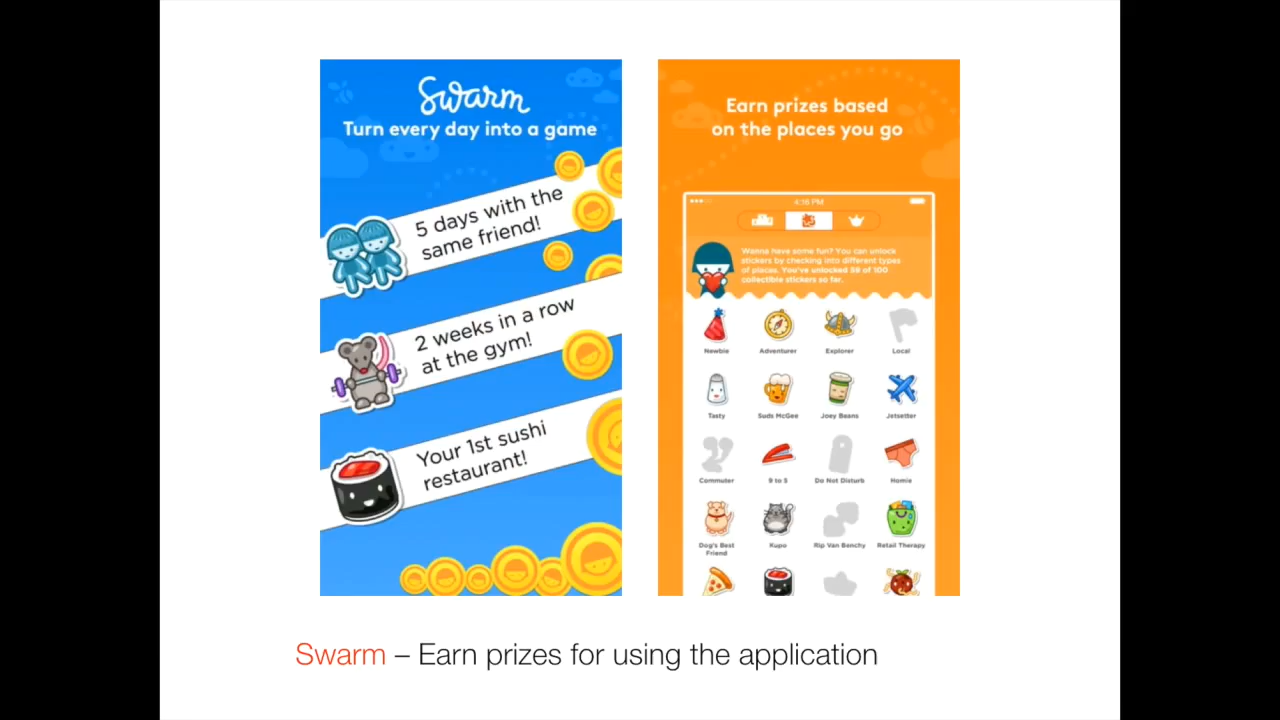 Swarm
Turn every day into a game
5 days with the
same friend!
2 weeks in a row
at the gym!
Your 1st sushi
restaurant!
Earn prizes based
on the places you go
4:16 PM
Wanna have some fun? You can unlock
stickers by checking into different types
of places. You've unlocked 59 of 100
collectible stickers so far.
Newbie
Adventurer
Explorer
Local
Tasty
Suds McGee
Joey Beans
Jetsetter
Commuter
9 to 5
Do Not Disturb
Homie
Dog's Best
Friend
Kupo
Rip Van Benchy
Retail Therapy
Swarm – Earn prizes for using the application